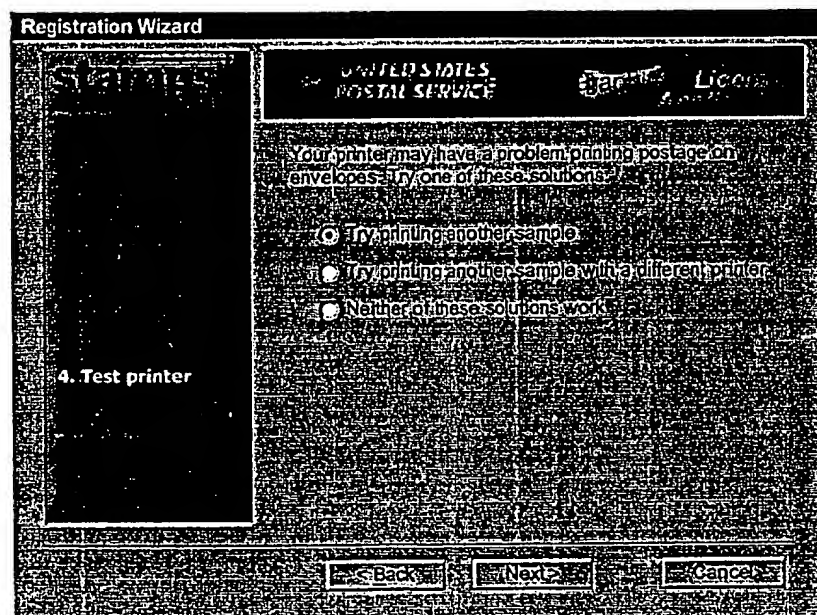 Registration Wizard
stamps
UNITED STATES
POSTAL SERVICE
Your printer may have a problem printing postage on
envelopes. Try one of these solutions.
Try printing another sample
Try printing another sample with a different printer
Neither of these solutions work
4. Test printer
< Back
Next >
Cancel